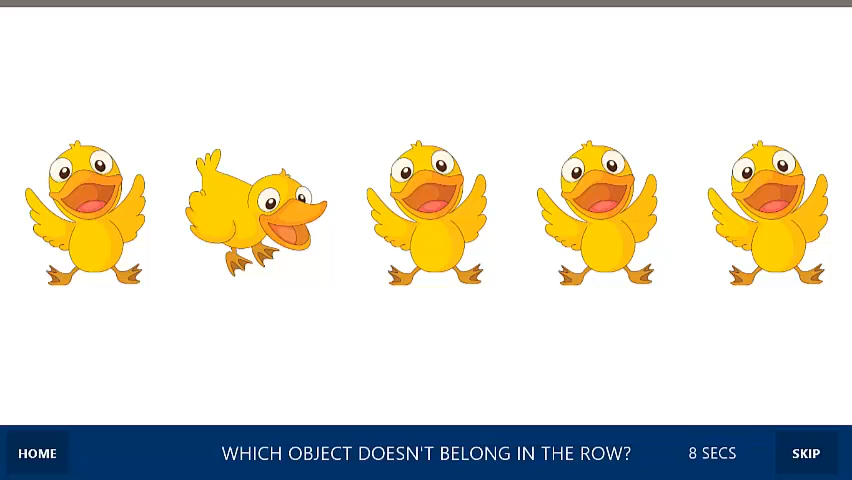 HOME
WHICH OBJECT DOESN'T BELONG IN THE ROW?
8 SECS
SKIP